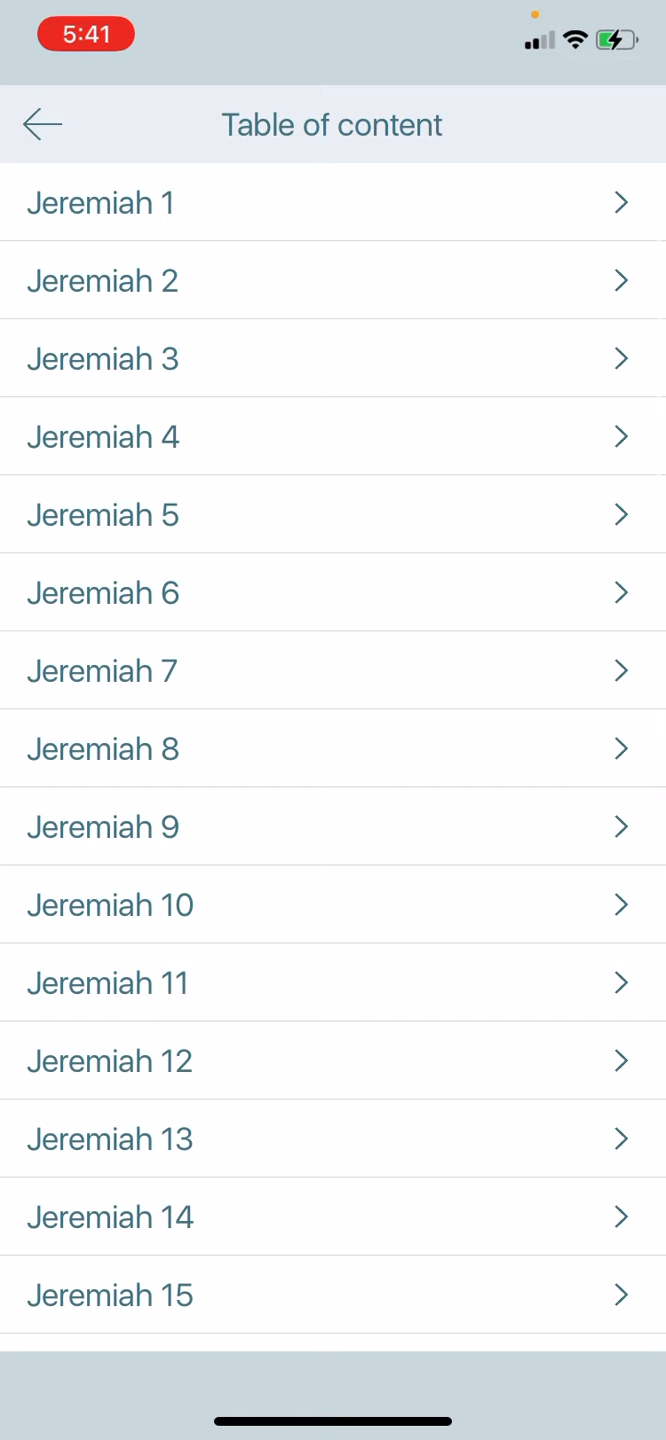 5:41
Table of content
Jeremiah 1
Jeremiah 2
Jeremiah 3
Jeremiah 4
Jeremiah 5
Jeremiah 6
Jeremiah 7
Jeremiah 8
Jeremiah 9
Jeremiah 10
Jeremiah 11
Jeremiah 12
Jeremiah 13
Jeremiah 14
Jeremiah 15